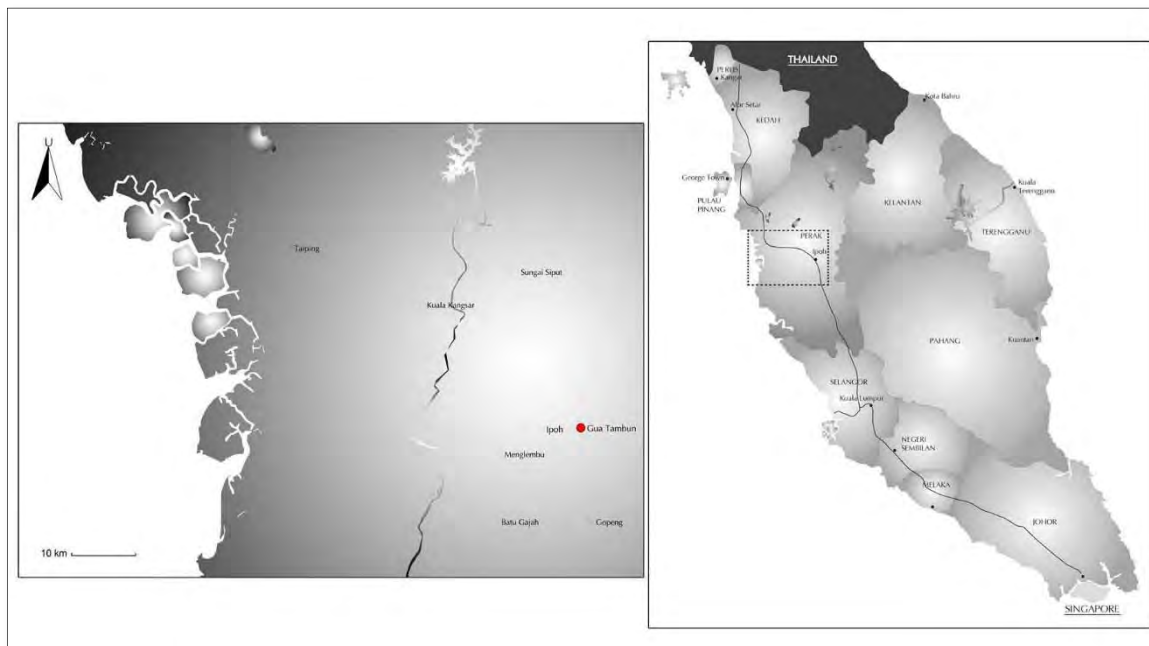 U
Taiping
Sungai Siput
Kuala Kangsar
Ipoh
Gua Tambun
Menglembu
Batu Gajah
Gopeng
10 km
THAILAND
PERLIS
Kangar
Kota Bahru
Alor Setar
KEDAH
George Town
PULAU
PINANG
Kuala
Terengganu
KELANTAN
TERENGGANU
PERAK
Ipoh
PAHANG
Kuantan
SELANGOR
Kuala Lumpur
NEGERI
SEMBILAN
MELAKA
JOHOR
SINGAPORE